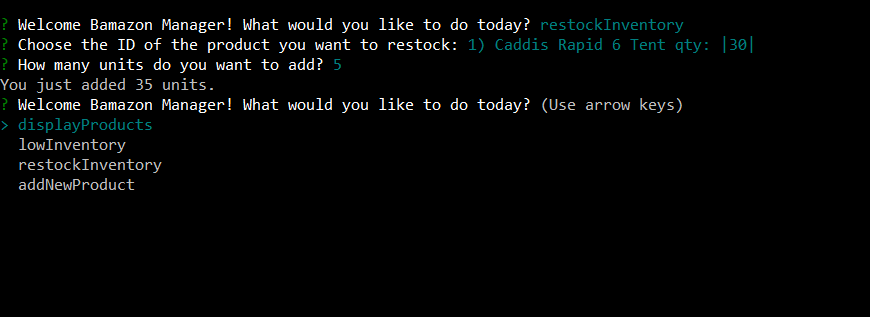 ? Welcome Bamazon Manager! What would you like to do today? restockInventory
? Choose the ID of the product you want to restock: 1) Caddis Rapid 6 Tent qty: |30|
? How many units do you want to add? 5
You just added 35 units.
? Welcome Bamazon Manager! What would you like to do today? (Use arrow keys)
> displayProducts
  lowInventory
  restockInventory
  addNewProduct